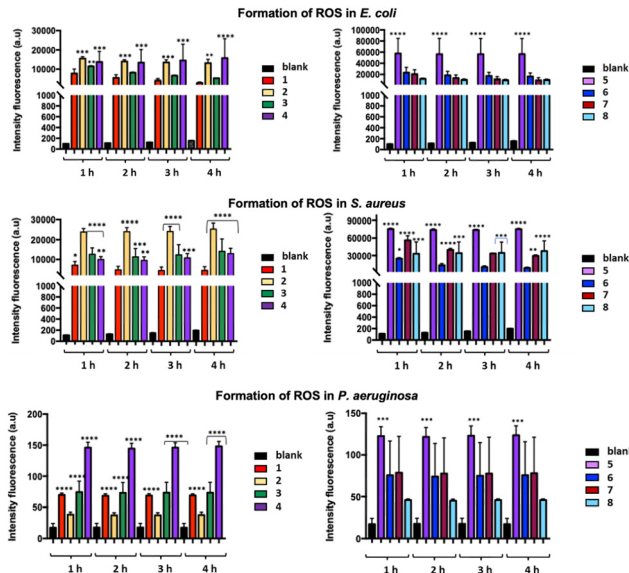 Formation of ROS in E. coli
Intensity fluorescence (a.u)
30000
20000
10000
1000
800
600
400
200
0
*** *** *** *** *** *** *** ** ***
**
1 h 2 h 3 h 4 h
blank
1
2
3
4
Intensity fluorescence (a.u)
100000
80000
60000
40000
20000
1000
800
600
400
200
0
**** **** **** ****
1 h 2 h 3 h 4 h
blank
5
6
7
8
Formation of ROS in S. aureus
Intensity fluorescence (a.u)
30000
20000
10000
1000
800
600
400
200
0
**** **** **** ****
* ** *** ** ***
1 h 2 h 3 h 4 h
blank
1
2
3
4
Intensity fluorescence (a.u)
90000
70000
50000
30000
10000
1000
800
600
400
200
0
**** **** **** ****
**** *** *** *** ****
* **** **
1 h 2 h 3 h 4 h
blank
5
6
7
8
Formation of ROS in P. aeruginosa
Intensity fluorescence (a.u)
200
150
100
50
0
**** **** **** ****
**** **** **** ****
1 h 2 h 3 h 4 h
blank
1
2
3
4
Intensity fluorescence (a.u)
150
100
50
0
*** *** *** ***
1 h 2 h 3 h 4 h
blank
5
6
7
8